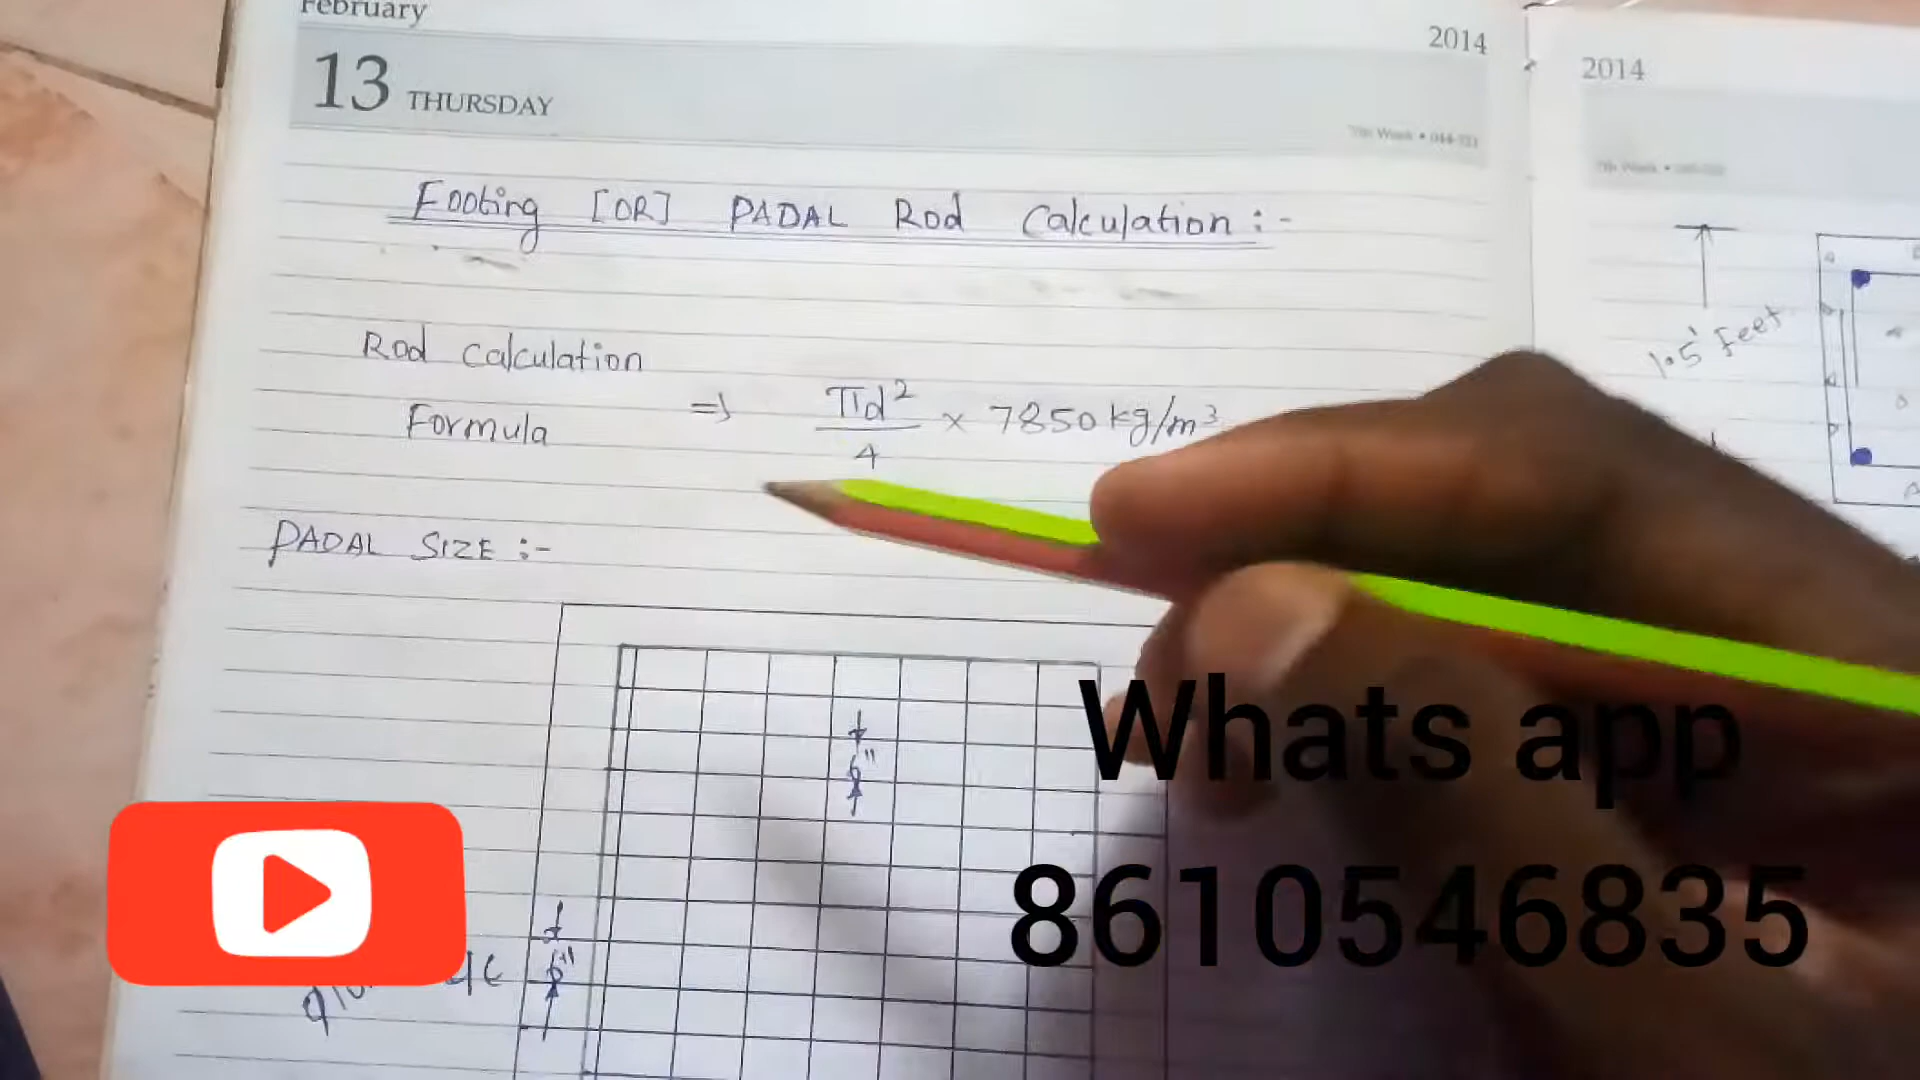 February
2014
13 THURSDAY
Footing [OR] PADAL Rod Calculation :-
Rod calculation
Formula => πd²/4 × 7850 kg/m³
PADAL SIZE :-
6"
6"
c/c
2014
1.5' feet
Whats app
8610546835